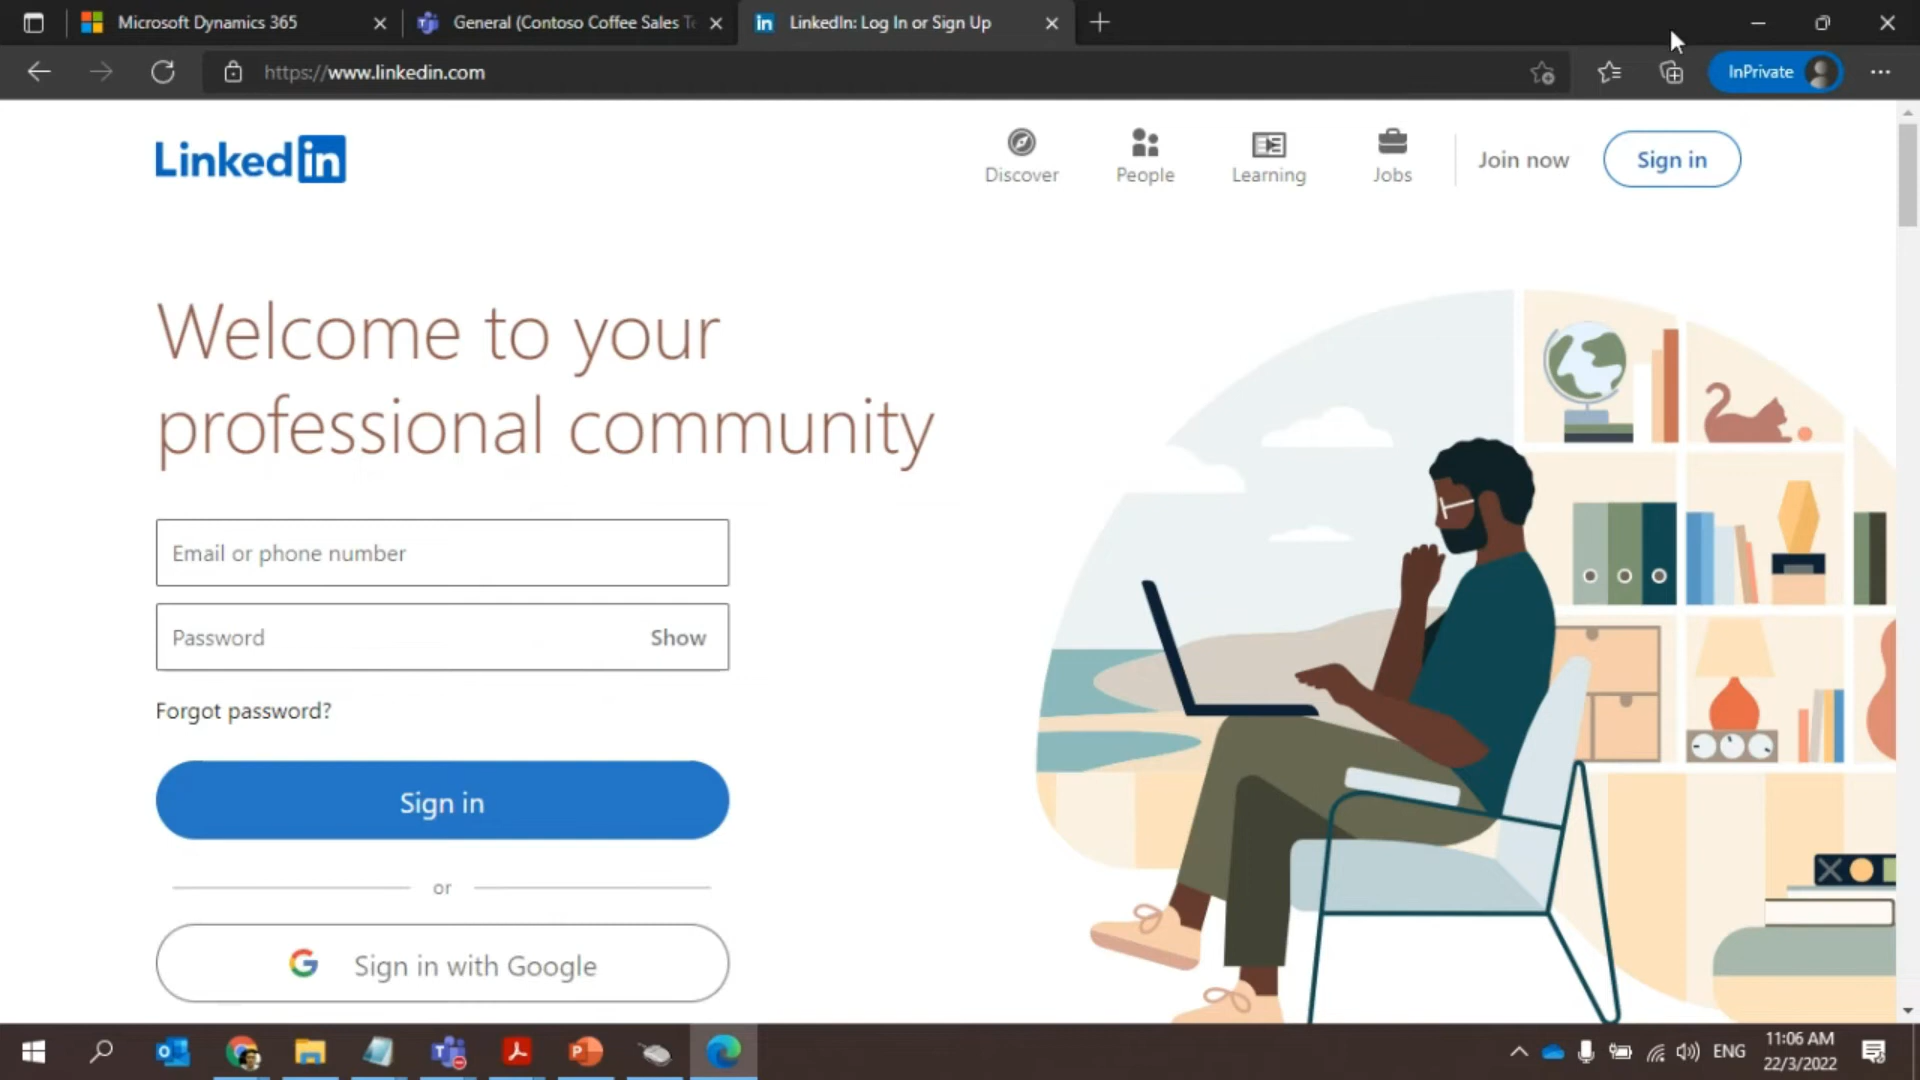 Microsoft Dynamics 365
General (Contoso Coffee Sales Te
in LinkedIn: Log In or Sign Up
https://www.linkedin.com
InPrivate
Linkedin
Discover
People
Learning
Jobs
Join now
Sign in
Welcome to your
professional community
Email or phone number
Password
Show
Forgot password?
Sign in
or
Sign in with Google
ENG
11:06 AM
22/3/2022